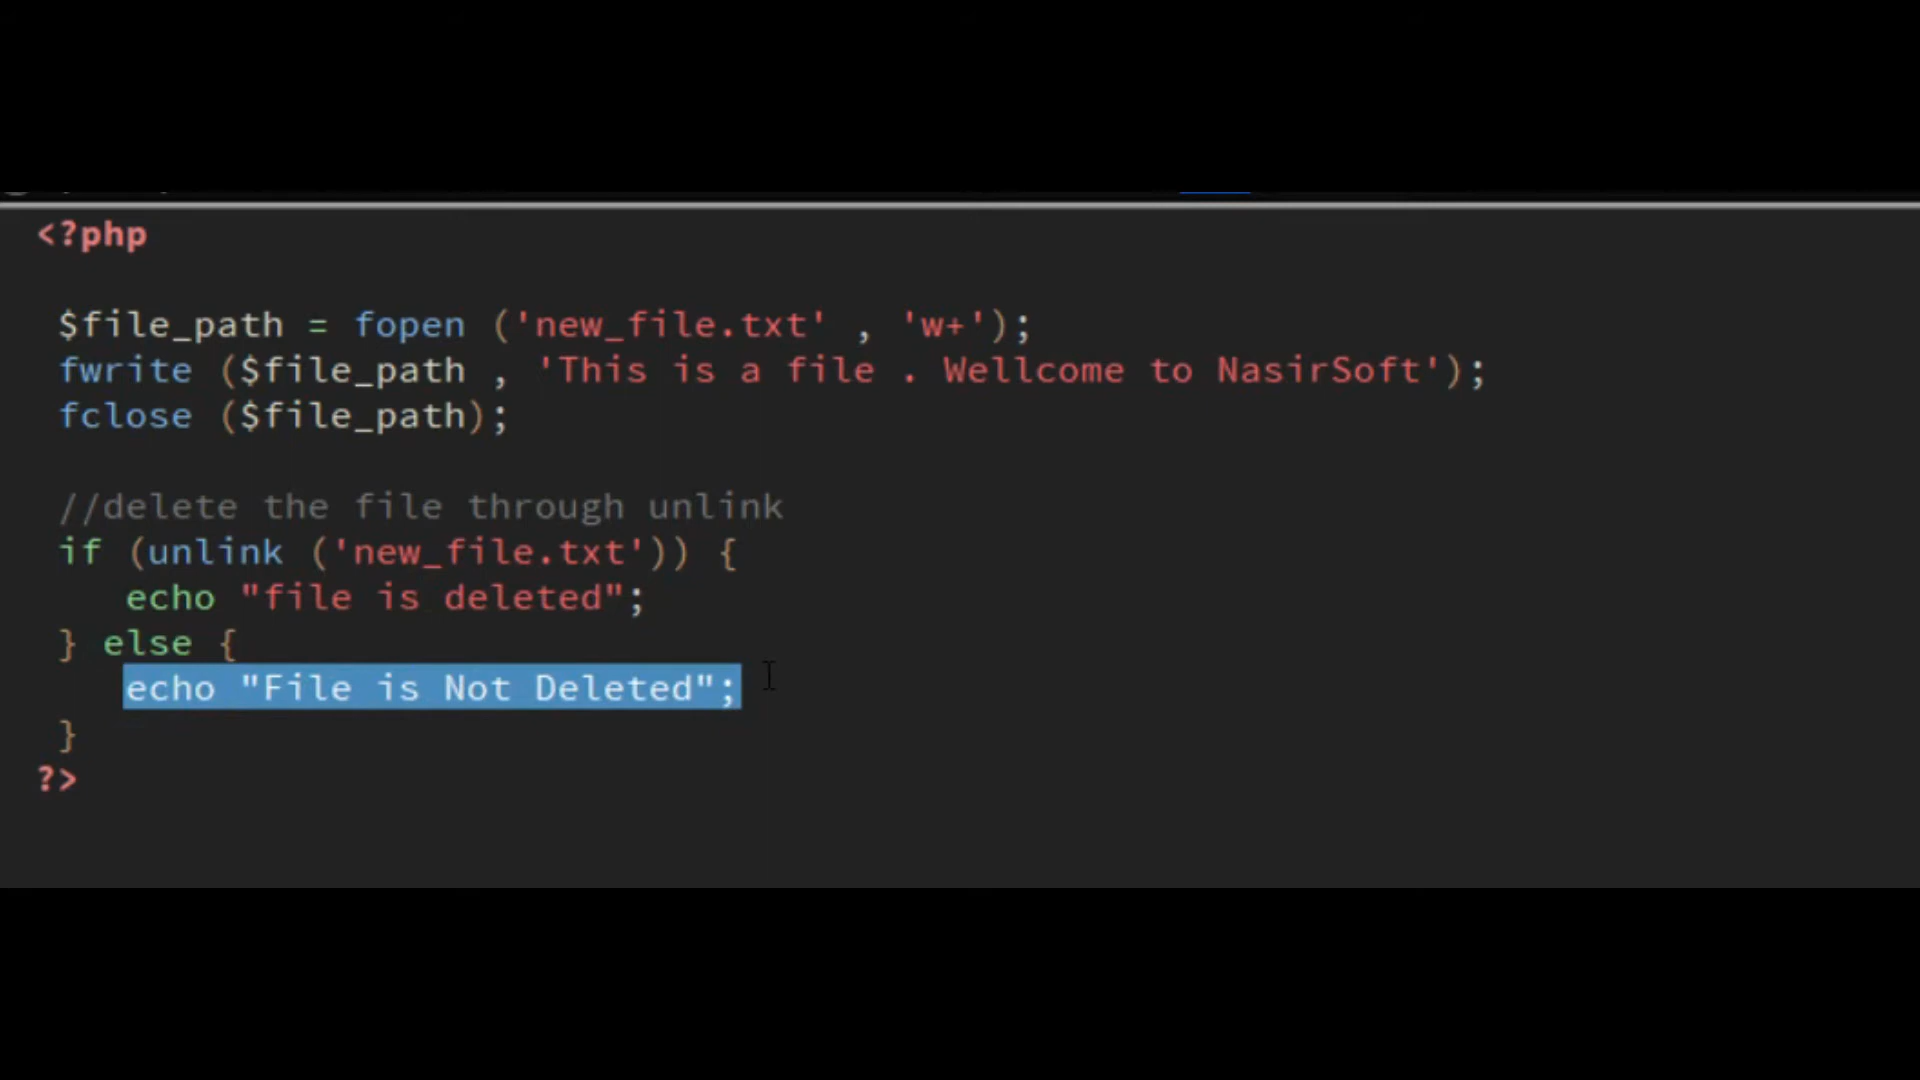 <?php
$file_path = fopen ('new_file.txt' , 'w+');
fwrite ($file_path , 'This is a file . Wellcome to NasirSoft');
fclose ($file_path);
//delete the file through unlink
if (unlink ('new_file.txt')) {
echo "file is deleted";
} else {
echo "File is Not Deleted";
}
?>